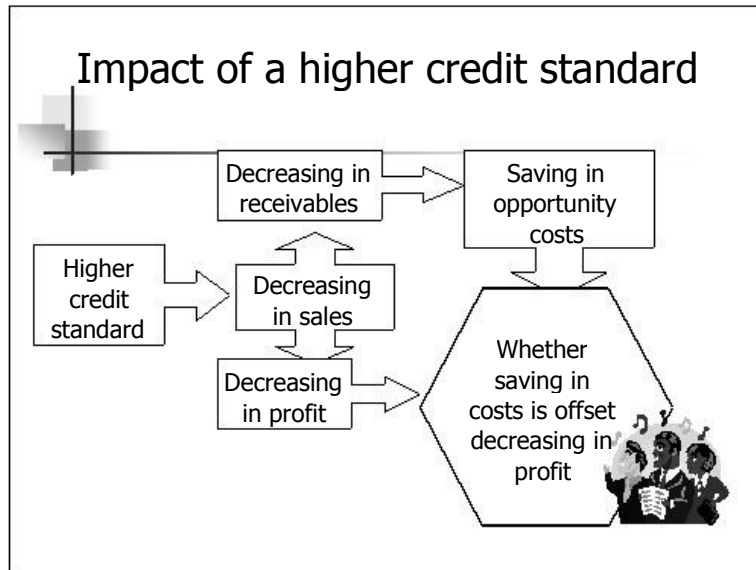 Impact of a higher credit standard
Decreasing in
receivables
Saving in
opportunity
costs
Higher
credit
standard
Decreasing
in sales
Decreasing
in profit
Whether
saving in
costs is offset
decreasing in
profit